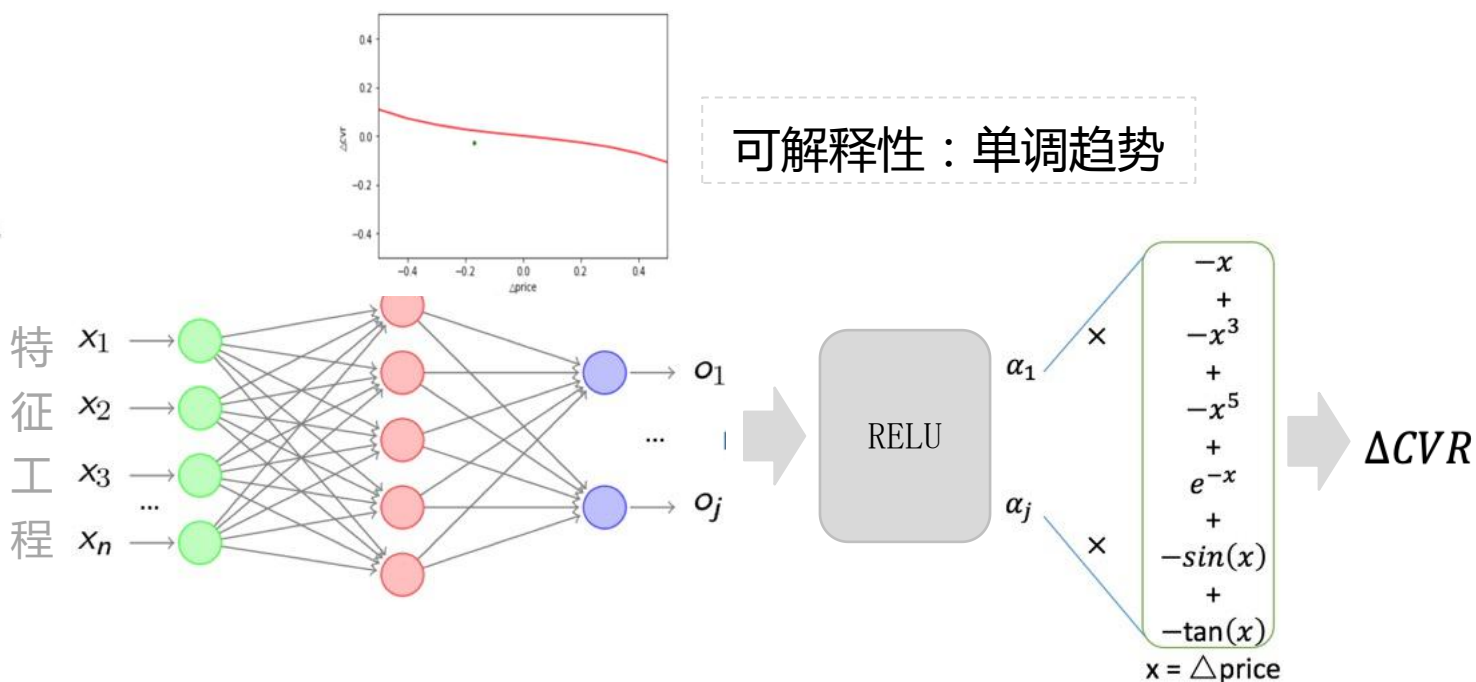 0.4
0.2
0.0
−0.2
−0.4
△CVR
−0.4 −0.2 0.0 0.2 0.4
△price
可解释性：单调趋势
特征工程
x₁
x₂
x₃
...
xₙ
o₁
...
oⱼ
RELU
α₁
αⱼ
×
×
−x
+
−x³
+
−x⁵
+
e⁻ˣ
+
−sin(x)
+
−tan(x)
x = △price
ΔCVR